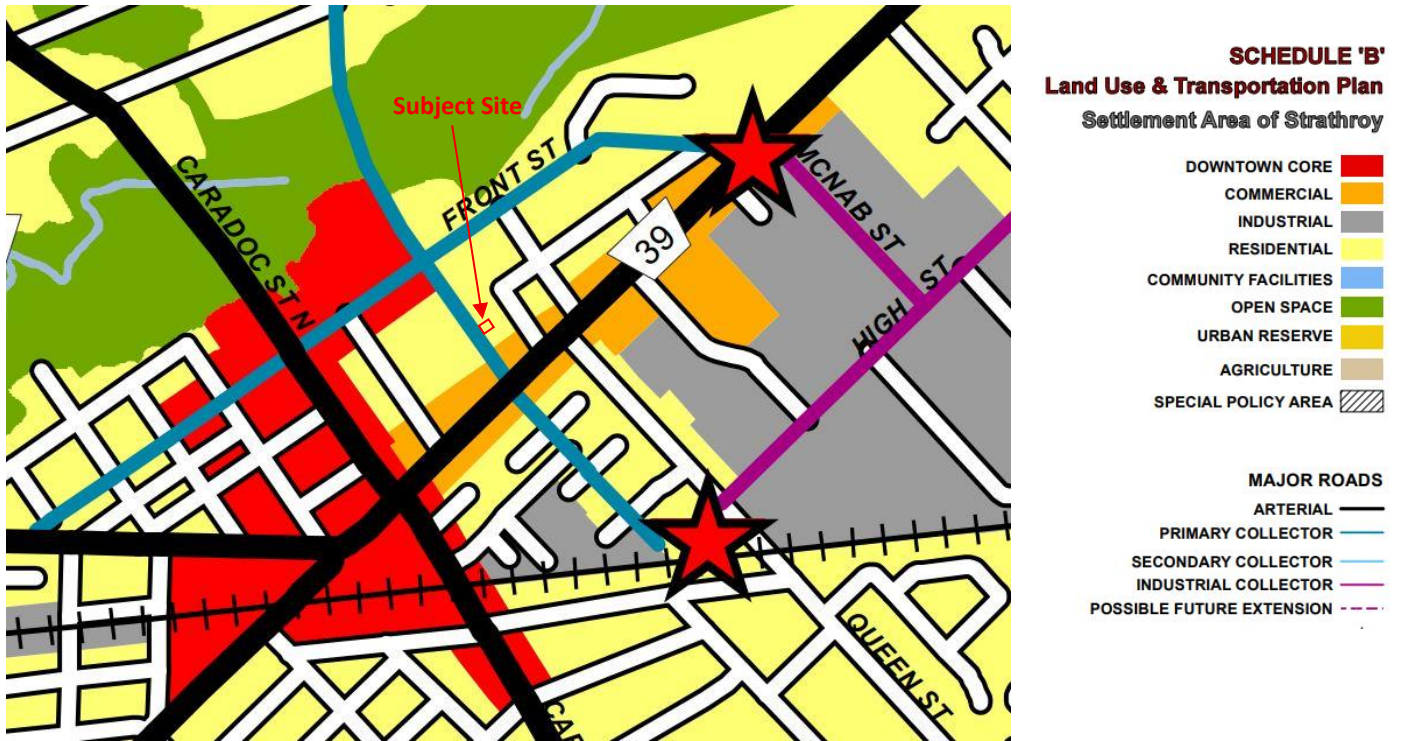 Subject Site
CARADOC ST N
FRONT ST
39
MCNAB ST
HIGH ST
QUEEN ST
CAR
SCHEDULE 'B'
Land Use & Transportation Plan
Settlement Area of Strathroy
DOWNTOWN CORE
COMMERCIAL
INDUSTRIAL
RESIDENTIAL
COMMUNITY FACILITIES
OPEN SPACE
URBAN RESERVE
AGRICULTURE
SPECIAL POLICY AREA
MAJOR ROADS
ARTERIAL
PRIMARY COLLECTOR
SECONDARY COLLECTOR
INDUSTRIAL COLLECTOR
POSSIBLE FUTURE EXTENSION